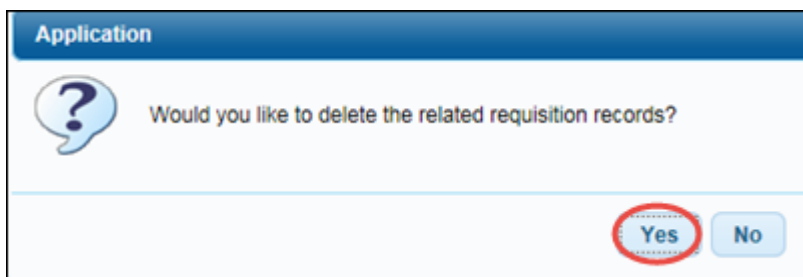 Application
Would you like to delete the related requisition records?
Yes No